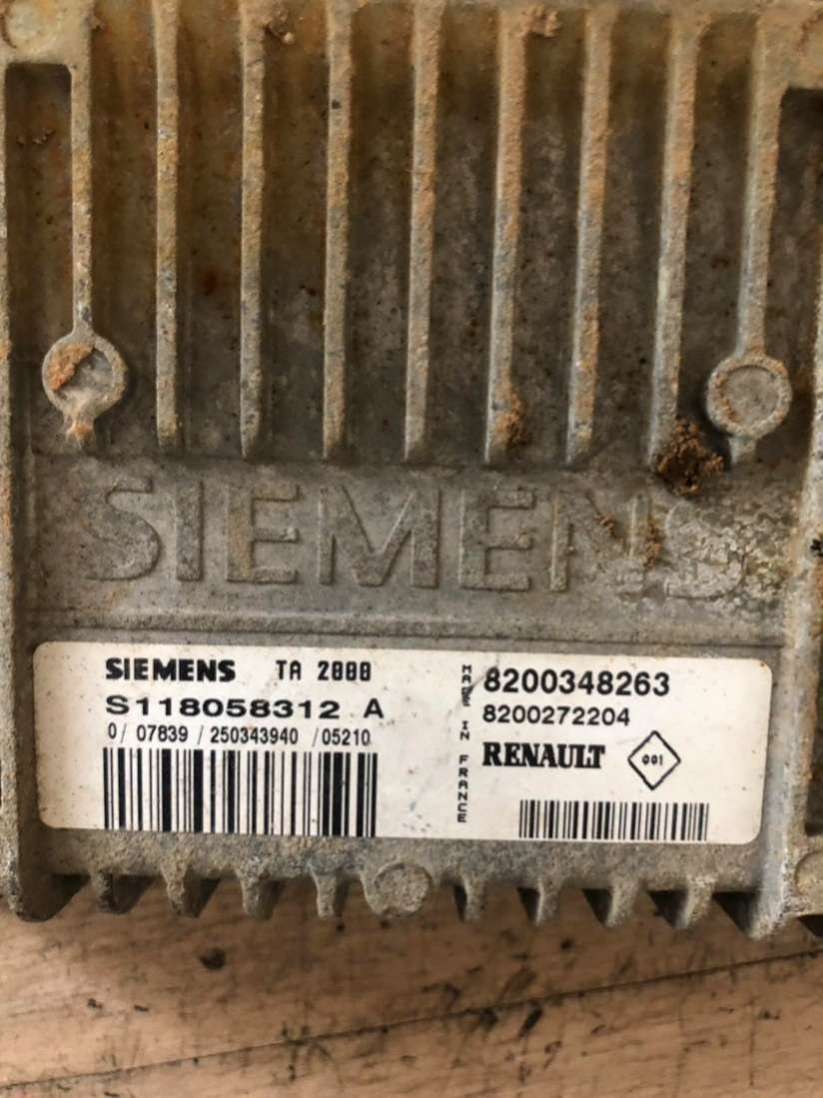 SIEMENS
SIEMENS TA 2000
S118058312 A
0/ 07839 / 250343940 / 05210
MADE IN FRANCE
8200348263
8200272204
RENAULT 001